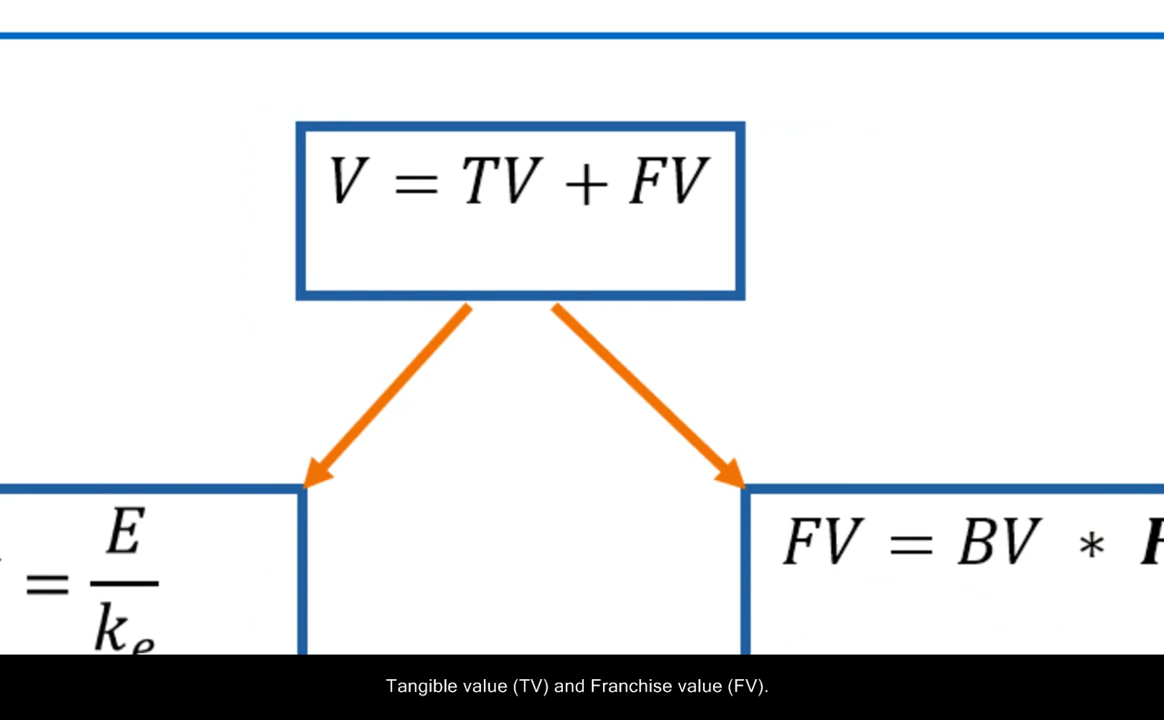 V = TV + FV
= E / k_e
FV = BV *
Tangible value (TV) and Franchise value (FV).